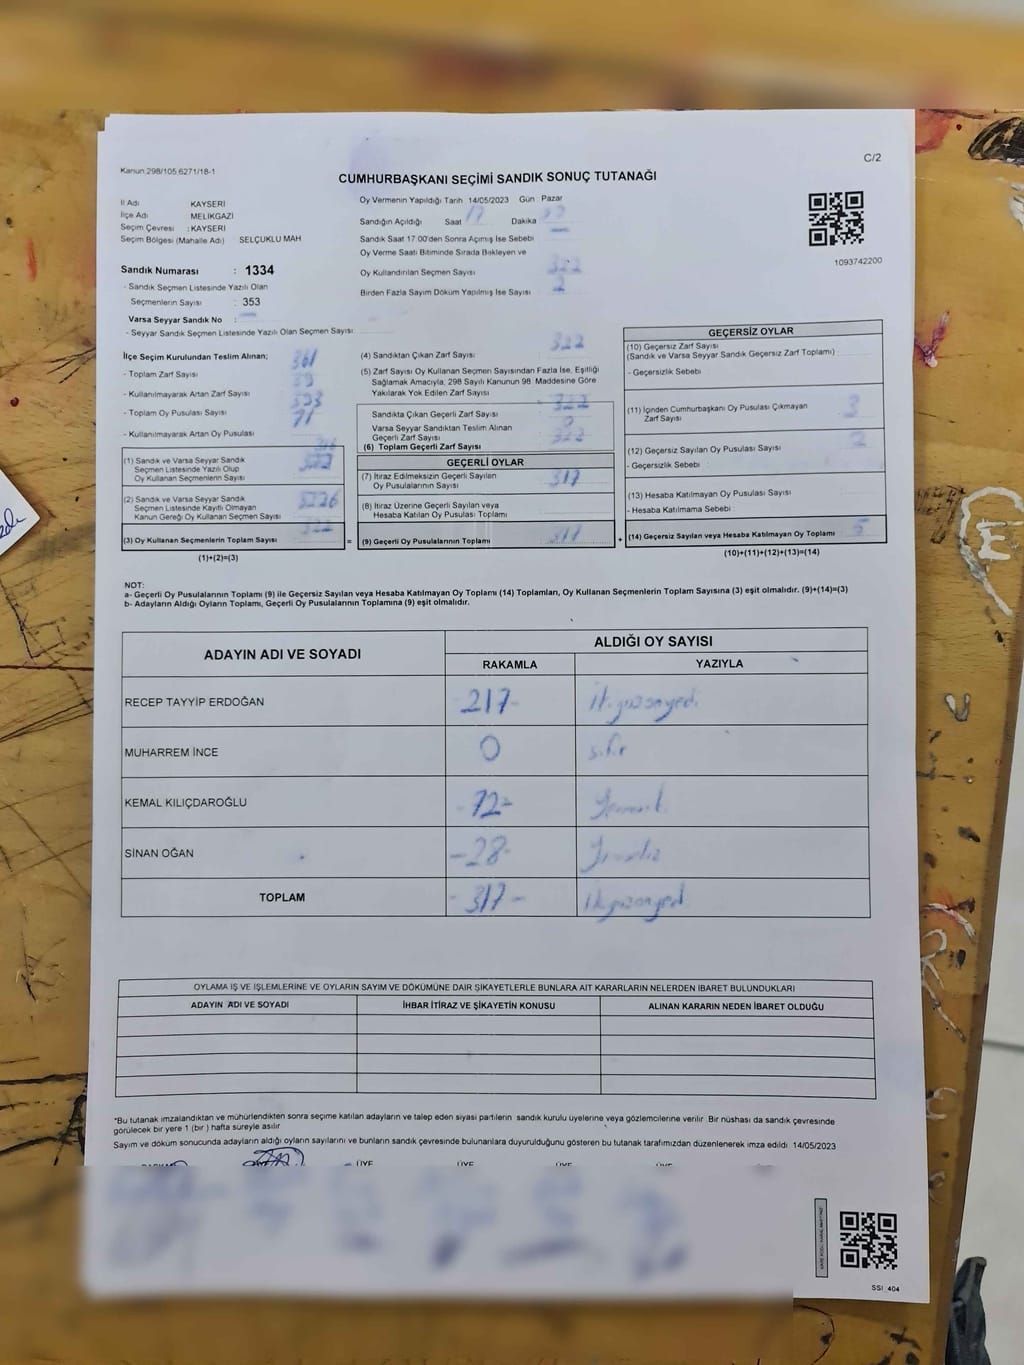 C/2
Kanun:298/105,6271/18-1
CUMHURBAŞKANI SEÇİMİ SANDIK SONUÇ TUTANAĞI
İl Adı KAYSERİ
İlçe Adı MELİKGAZİ
Seçim Çevresi : KAYSERİ
Seçim Bölgesi (Mahalle Adı) SELÇUKLU MAH
Sandık Numarası : 1334
- Sandık Seçmen Listesinde Yazılı Olan
Seçmenlerin Sayısı : 353
Varsa Seyyar Sandık No :
- Seyyar Sandık Seçmen Listesinde Yazılı Olan Seçmen Sayısı
Oy Vermenin Yapıldığı Tarih 14/05/2023 Gün Pazar
Sandığın Açıldığı Saat 17 Dakika
Sandık Saat 17:00'den Sonra Açımış İse Sebebi
Oy Verme Saati Bitiminde Sırada Bekleyen ve
Oy Kullandırılan Seçmen Sayısı 322
Birden Fazla Sayım Döküm Yapılmış İse Sayısı 2
1093742200
İlçe Seçim Kurulundan Teslim Alınan;
- Toplam Zarf Sayısı 361
- Kullanılmayarak Artan Zarf Sayısı
- Toplam Oy Pusulası Sayısı
- Kullanılmayarak Artan Oy Pusulası 71
(1) Sandık ve Varsa Seyyar Sandık
Seçmen Listesinde Yazılı Olup
Oy Kullanan Seçmenlerin Sayısı
(2) Sandık ve Varsa Seyyar Sandık
Seçmen Listesinde Kayıtlı Olmayan
Kanun Gereği Oy Kullanan Seçmen Sayısı
(3) Oy Kullanan Seçmenlerin Toplam Sayısı 322 =
(1)+(2)=(3)
(4) Sandıktan Çıkan Zarf Sayısı 322
(5) Zarf Sayısı Oy Kullanan Seçmen Sayısından Fazla İse, Eşitliği
Sağlamak Amacıyla, 298 Sayılı Kanunun 98. Maddesine Göre
Yakılarak Yok Edilen Zarf Sayısı
Sandıkta Çıkan Geçerli Zarf Sayısı 322
Varsa Seyyar Sandıktan Teslim Alınan
Geçerli Zarf Sayısı 0
(6) Toplam Geçerli Zarf Sayısı 322
GEÇERLİ OYLAR
(7) İtiraz Edilmeksizin Geçerli Sayılan
Oy Pusulalarının Sayısı 317
(8) İtiraz Üzerine Geçerli Sayılan veya
Hesaba Katılan Oy Pusulası Toplamı
(9) Geçerli Oy Pusulalarının Toplamı 317 +
GEÇERSİZ OYLAR
(10) Geçersiz Zarf Sayısı
(Sandık ve Varsa Seyyar Sandık Geçersiz Zarf Toplamı)
- Geçersizlik Sebebi
(11) İçinden Cumhurbaşkanı Oy Pusulası Çıkmayan
Zarf Sayısı 3
(12) Geçersiz Sayılan Oy Pusulası Sayısı 2
- Geçersizlik Sebebi
(13) Hesaba Katılmayan Oy Pusulası Sayısı
- Hesaba Katılmama Sebebi
(14) Geçersiz Sayılan veya Hesaba Katılmayan Oy Toplamı 5
(10)+(11)+(12)+(13)=(14)
NOT:
a- Geçerli Oy Pusulalarının Toplamı (9) ile Geçersiz Sayılan veya Hesaba Katılmayan Oy Toplamı (14) Toplamları, Oy Kullanan Seçmenlerin Toplam Sayısına (3) eşit olmalıdır. (9)+(14)=(3)
b- Adayların Aldığı Oyların Toplamı, Geçerli Oy Pusulalarının Toplamına (9) eşit olmalıdır.
ADAYIN ADI VE SOYADI ALDIĞI OY SAYISI
RAKAMLA YAZIYLA
RECEP TAYYİP ERDOĞAN -217- ikiyüzonyedi
MUHARREM İNCE 0 sıfır
KEMAL KILIÇDAROĞLU -72-
SİNAN OĞAN -28-
TOPLAM -317-
OYLAMA İŞ VE İŞLEMLERİNE VE OYLARIN SAYIM VE DÖKÜMÜNE DAİR ŞİKAYETLERLE BUNLARA AİT KARARLARIN NELERDEN İBARET BULUNDUKLARI
ADAYIN ADI VE SOYADI İHBAR İTİRAZ VE ŞİKAYETİN KONUSU ALINAN KARARIN NEDEN İBARET OLDUĞU
*Bu tutanak imzalandıktan ve mühürlendikten sonra seçime katılan adayların ve talep eden siyasi partilerin sandık kurulu üyelerine veya gözlemcilerine verilir. Bir nüshası da sandık çevresinde
görülecek bir yere 1 (bir ) hafta süreyle asılır
Sayım ve döküm sonucunda adayların aldığı oyların sayılarını ve bunların sandık çevresinde bulunanlara duyurulduğunu gösteren bu tutanak tarafımızdan düzenlenerek imza edildi 14/05/2023
ÜYE ÜYE ÜYE
SSI_404